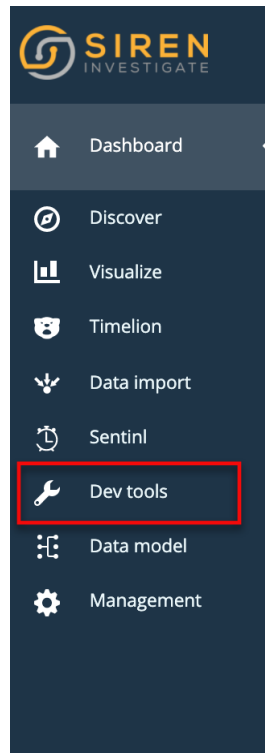 SIREN
INVESTIGATE
Dashboard
Discover
Visualize
Timelion
Data import
Sentinl
Dev tools
Data model
Management